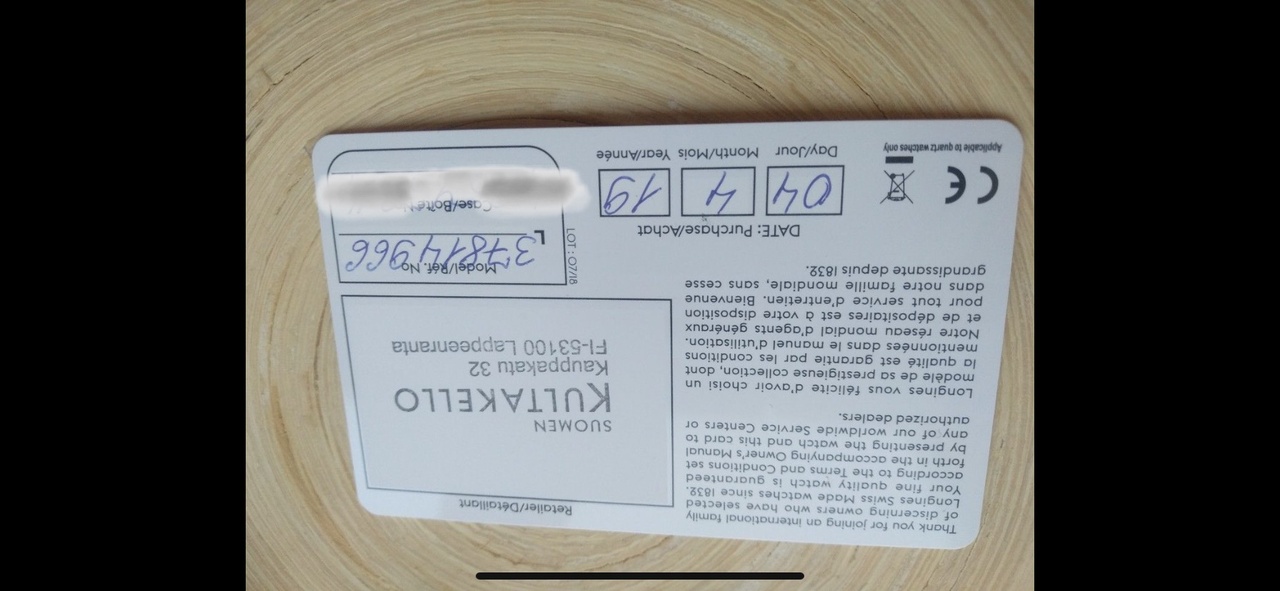 Thank you for joining an international family
of discerning owners who have selected
Longines Swiss Made watches since 1832.
Your fine quality watch is guaranteed
according to the Terms and Conditions set
forth in the accompanying Owner's Manual
by presenting the watch and this card to
any of our worldwide Service Centers or
authorized dealers.
Longines vous félicite d'avoir choisi un
modèle de sa prestigieuse collection, dont
la qualité est garantie par les conditions
mentionnées dans le manuel d'utilisation.
Notre réseau mondial d'agents généraux
et de dépositaires est à votre disposition
pour tout service d'entretien. Bienvenue
dans notre famille mondiale, sans cesse
grandissante depuis 1832.
Retailer/Détaillant
SUOMEN
KULTAKELLO
Kauppakatu 32
FI-53100 Lappeenranta
DATE: Purchase/Achat
04 4 19
Day/Jour Month/Mois Year/Année
LOT: 07/18
Model/Réf. No
L 37814966
Case/Boîte
CE
Applicable to quartz watches only